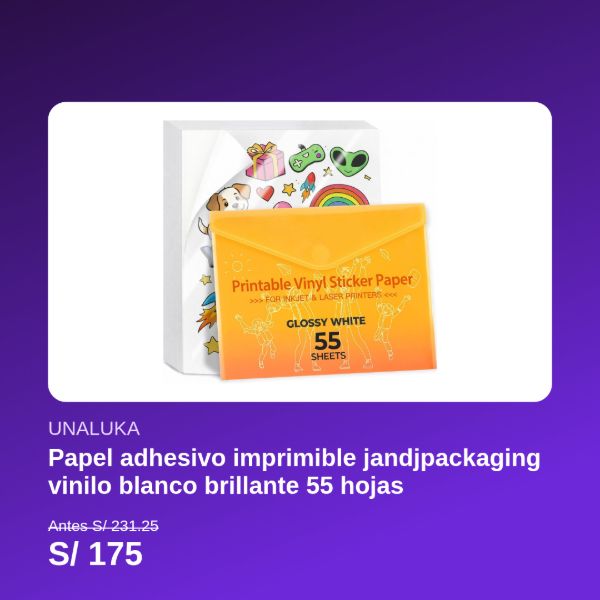 Printable Vinyl Sticker Paper
>>> FOR INKJET & LASER PRINTERS <<<
GLOSSY WHITE
55
SHEETS
UNALUKA
Papel adhesivo imprimible jandjpackaging
vinilo blanco brillante 55 hojas
Antes S/ 231.25
S/ 175